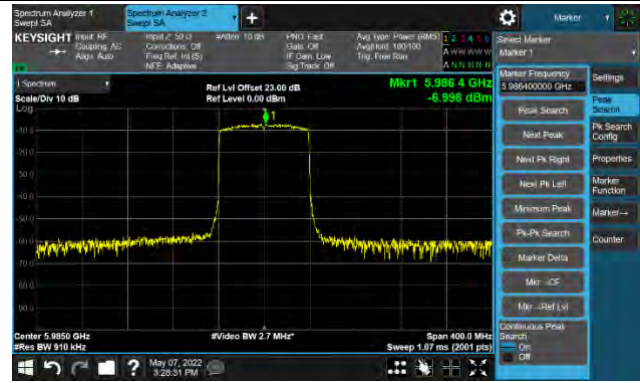 Spectrum Analyzer 1
Swept SA
Spectrum Analyzer 2
Swept SA
+
Marker
KEYSIGHT Input: RF
Coupling: AC
Align: Auto
Input Z: 50 Ω
Corrections: Off
Freq Ref: Int (S)
NFE: Adaptive
#Atten: 10 dB
PNO: Fast
Gate: Off
IF Gain: Low
Sig Track: Off
Avg Type: Power (RMS)
Avg|Hold: 100/100
Trig: Free Run
1 2 3 4 5 6
A W W W W W
A N N N N N
Select Marker
Marker 1
1 Spectrum
Scale/Div 10 dB
Log
Ref Lvl Offset 23.00 dB
Ref Level 0.00 dBm
Mkr1 5.986 4 GHz
-6.998 dBm
1
-10.0
-20.0
-30.0
-40.0
-50.0
-60.0
-70.0
-80.0
-90.0
Center 5.9850 GHz
#Res BW 910 kHz
#Video BW 2.7 MHz*
Span 400.0 MHz
Sweep 1.07 ms (2001 pts)
Marker Frequency
5.986400000 GHz
Peak Search
Next Peak
Next Pk Right
Next Pk Left
Minimum Peak
Pk-Pk Search
Marker Delta
Mkr→CF
Mkr→Ref Lvl
Continuous Peak
Search
On
Off
Settings
Peak
Search
Pk Search
Config
Properties
Marker
Function
Marker→
Counter
?
May 07, 2022
3:28:31 PM